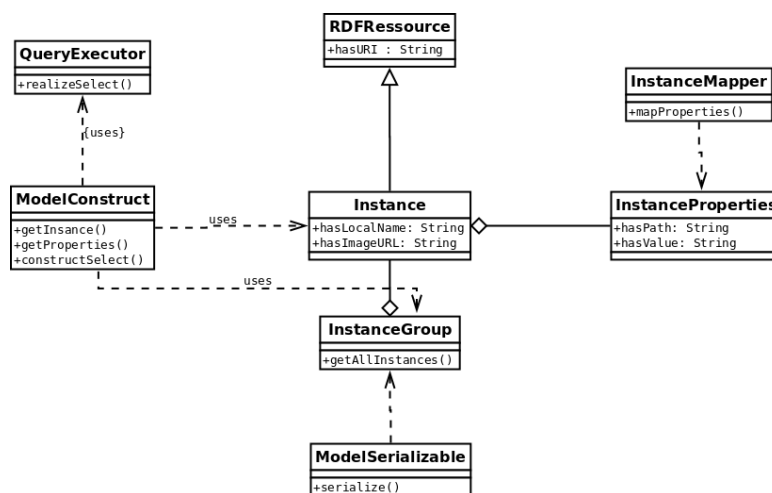 RDFRessource
+hasURI : String
QueryExecutor
+realizeSelect()
{uses}
InstanceMapper
+mapProperties()
ModelConstruct
+getInsance()
+getProperties()
+constructSelect()
uses
Instance
+hasLocalName: String
+hasImageURL: String
InstanceProperties
+hasPath: String
+hasValue: String
uses
InstanceGroup
+getAllInstances()
ModelSerializable
+serialize()